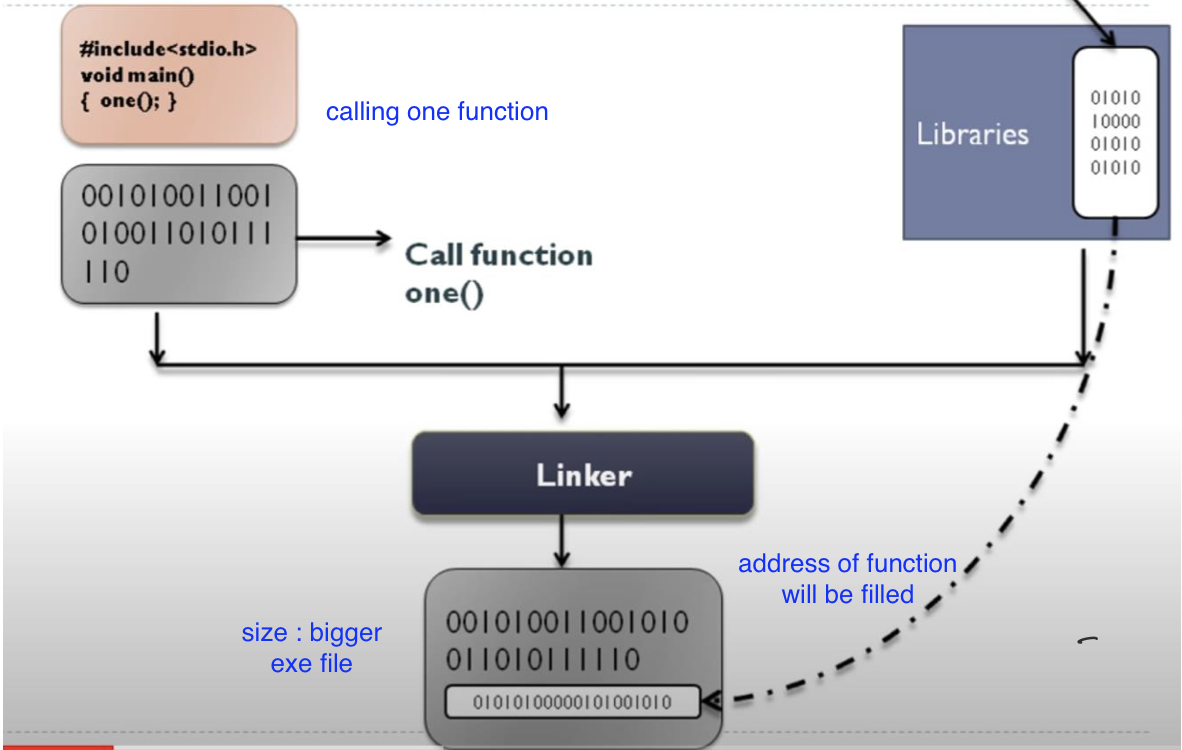 #include<stdio.h>
void main()
{ one(); }
calling one function
001010011001
010011010111
110
Call function
one()
Libraries
01010
10000
01010
01010
Linker
address of function
will be filled
size : bigger
exe file
001010011001010
011010111110
01010100000101001010